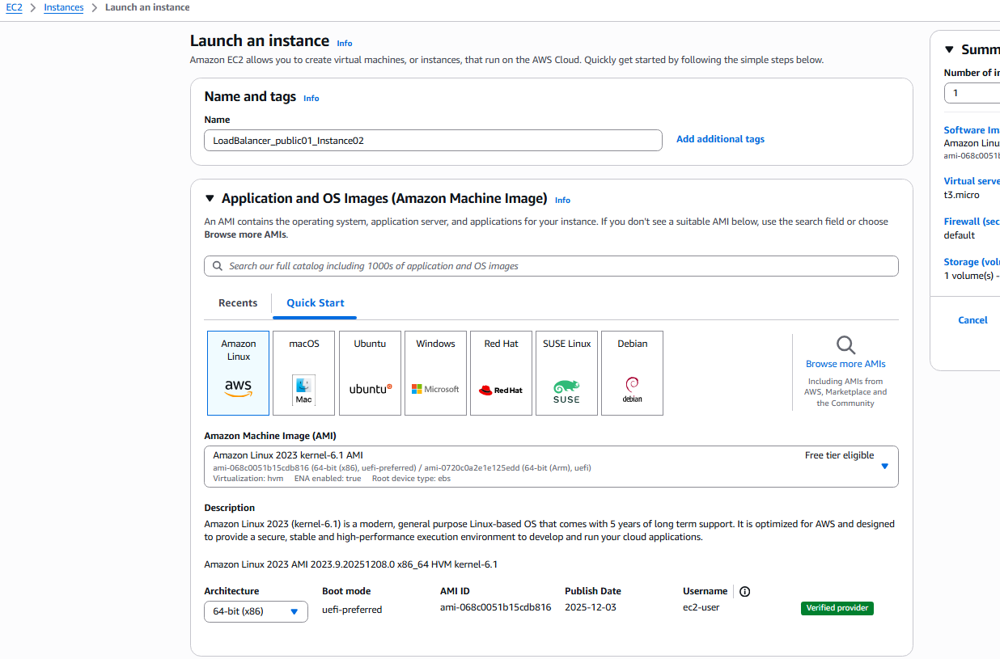 EC2 > Instances > Launch an instance
Launch an instance Info
Amazon EC2 allows you to create virtual machines, or instances, that run on the AWS Cloud. Quickly get started by following the simple steps below.
Name and tags Info
Name
LoadBalancer_public01_Instance02
Add additional tags
Application and OS Images (Amazon Machine Image) Info
An AMI contains the operating system, application server, and applications for your instance. If you don't see a suitable AMI below, use the search field or choose
Browse more AMIs.
Search our full catalog including 1000s of application and OS images
Recents
Quick Start
Amazon
Linux
aws
macOS
Mac
Ubuntu
ubuntu
Windows
Microsoft
Red Hat
Red Hat
SUSE Linux
SUSE
Debian
debian
Browse more AMIs
Including AMIs from
AWS, Marketplace and
the Community
Amazon Machine Image (AMI)
Amazon Linux 2023 kernel-6.1 AMI
Free tier eligible
ami-068c0051b15cdb816 (64-bit (x86), uefi-preferred) / ami-0720c0a2e1e125edd (64-bit (Arm), uefi)
Virtualization: hvm ENA enabled: true Root device type: ebs
Description
Amazon Linux 2023 (kernel-6.1) is a modern, general purpose Linux-based OS that comes with 5 years of long term support. It is optimized for AWS and designed
to provide a secure, stable and high-performance execution environment to develop and run your cloud applications.
Amazon Linux 2023 AMI 2023.9.20251208.0 x86_64 HVM kernel-6.1
Architecture Boot mode AMI ID Publish Date Username
64-bit (x86) uefi-preferred ami-068c0051b15cdb816 2025-12-03 ec2-user Verified provider
Summ
Number of in
1
Software Im
Amazon Linu
ami-068c0051b
Virtual serve
t3.micro
Firewall (sec
default
Storage (volu
1 volume(s) -
Cancel